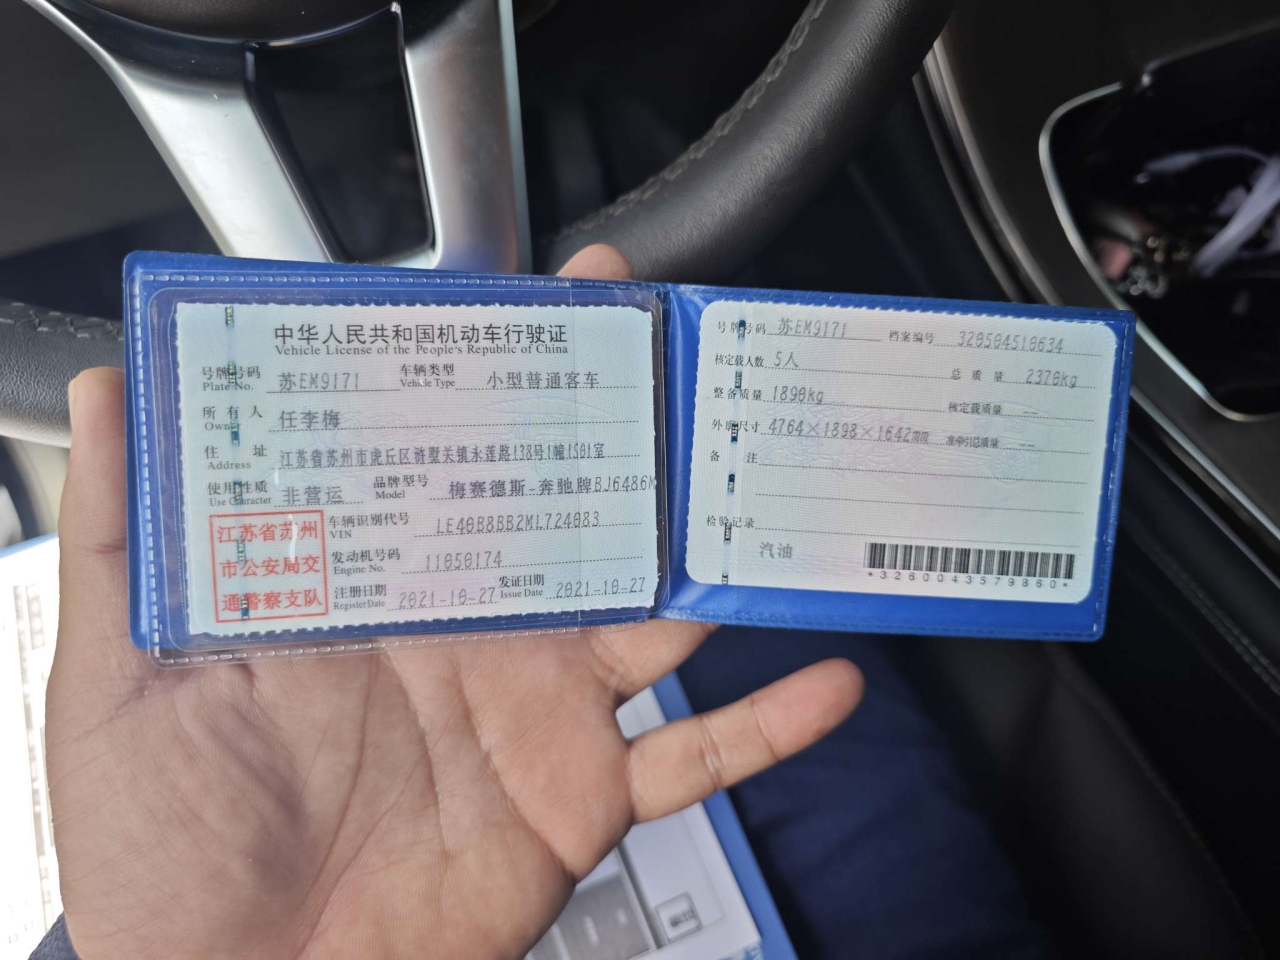 中华人民共和国机动车行驶证
Vehicle License of the People's Republic of China
号牌号码 苏EM9171 车辆类型 小型普通客车
Plate No. Vehicle Type
所有人 任李梅
Owner
住址 江苏省苏州市虎丘区浒墅关镇永莲路138号1幢1501室
Address
使用性质 非营运 品牌型号 梅赛德斯-奔驰牌BJ6486M
Use Character Model
江苏省苏州
市公安局交
通警察支队
车辆识别代号 LE40B8BB2ML724083
VIN
发动机号码 11050174
Engine No.
注册日期 2021-10-27 发证日期 2021-10-27
Register Date Issue Date
号牌号码 苏EM9171 档案编号 320504510634
核定载人数 5人 总质量 2370kg
整备质量 1890kg 核定载质量 --
外廓尺寸 4764×1898×1642mm 准牵引总质量 --
备注
检验记录
汽油
*3260043579860*